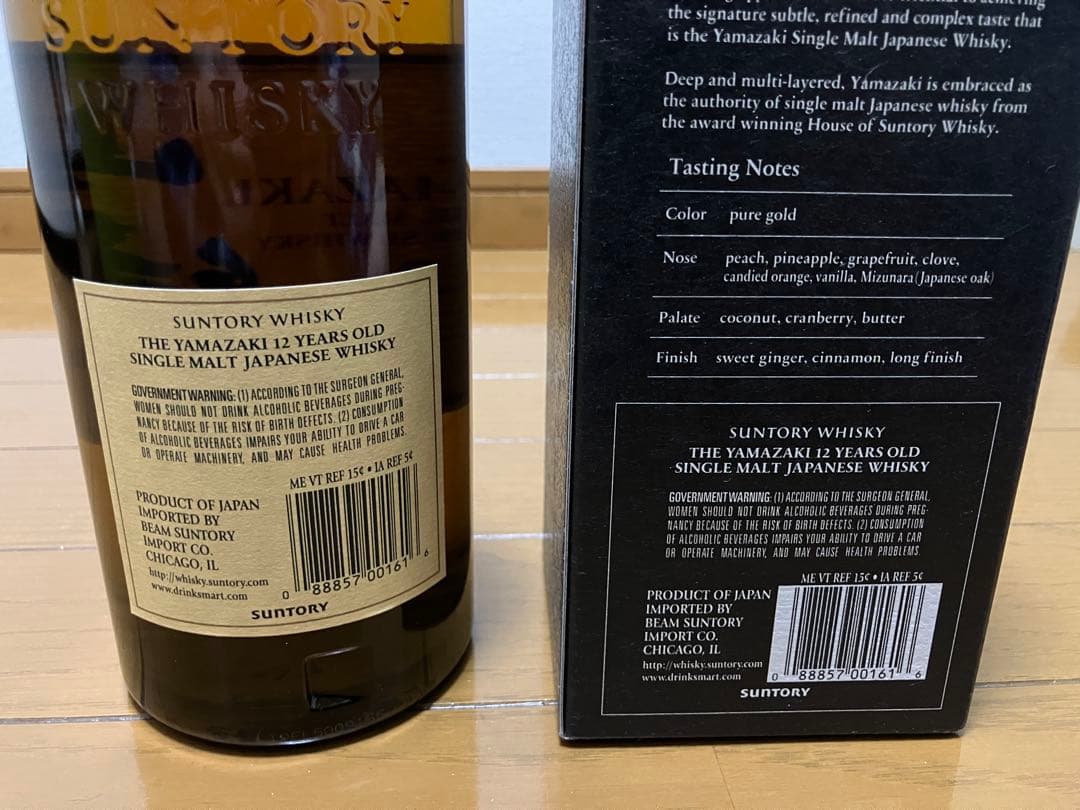 SUNTORY
WHISKY
SUNTORY WHISKY
THE YAMAZAKI 12 YEARS OLD
SINGLE MALT JAPANESE WHISKY
GOVERNMENT WARNING: (1) ACCORDING TO THE SURGEON GENERAL,
WOMEN SHOULD NOT DRINK ALCOHOLIC BEVERAGES DURING PREG-
NANCY BECAUSE OF THE RISK OF BIRTH DEFECTS. (2) CONSUMPTION
OF ALCOHOLIC BEVERAGES IMPAIRS YOUR ABILITY TO DRIVE A CAR
OR OPERATE MACHINERY, AND MAY CAUSE HEALTH PROBLEMS.
ME VT REF 15¢ • IA REF 5¢
PRODUCT OF JAPAN
IMPORTED BY
BEAM SUNTORY
IMPORT CO.
CHICAGO, IL
http://whisky.suntory.com
www.drinksmart.com
0 88857 00161 6
SUNTORY
the signature subtle, refined and complex taste that
is the Yamazaki Single Malt Japanese Whisky.
Deep and multi-layered, Yamazaki is embraced as
the authority of single malt Japanese whisky from
the award winning House of Suntory Whisky.
Tasting Notes
Color pure gold
Nose peach, pineapple, grapefruit, clove,
candied orange, vanilla, Mizunara (Japanese oak)
Palate coconut, cranberry, butter
Finish sweet ginger, cinnamon, long finish
SUNTORY WHISKY
THE YAMAZAKI 12 YEARS OLD
SINGLE MALT JAPANESE WHISKY
GOVERNMENT WARNING: (1) ACCORDING TO THE SURGEON GENERAL,
WOMEN SHOULD NOT DRINK ALCOHOLIC BEVERAGES DURING PREG-
NANCY BECAUSE OF THE RISK OF BIRTH DEFECTS. (2) CONSUMPTION
OF ALCOHOLIC BEVERAGES IMPAIRS YOUR ABILITY TO DRIVE A CAR
OR OPERATE MACHINERY, AND MAY CAUSE HEALTH PROBLEMS.
ME VT REF 15¢ • IA REF 5¢
PRODUCT OF JAPAN
IMPORTED BY
BEAM SUNTORY
IMPORT CO.
CHICAGO, IL
http://whisky.suntory.com
www.drinksmart.com
0 88857 00161 6
SUNTORY